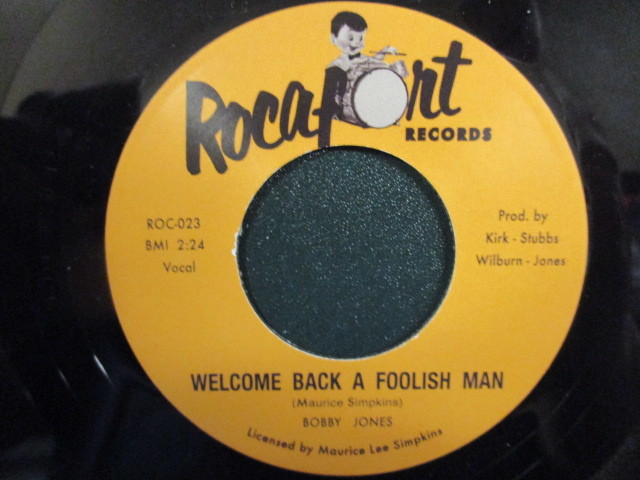 Rocafort
RECORDS
ROC-023
BMI 2:24
Vocal
Prod. by
Kirk - Stubbs
Wilburn - Jones
WELCOME BACK A FOOLISH MAN
(Maurice Simpkins)
BOBBY JONES
Licensed by Maurice Lee Simpkins